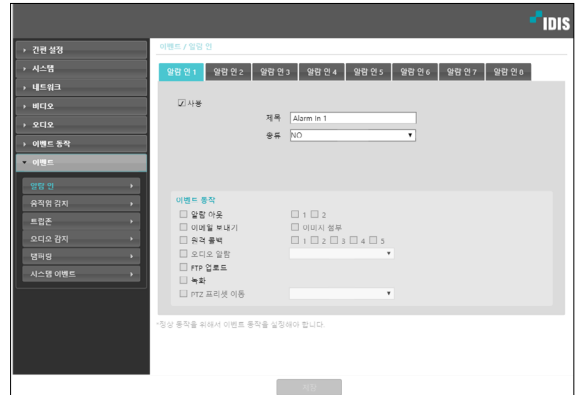 IDIS
간편 설정
시스템
네트워크
비디오
오디오
이벤트 동작
이벤트
알람 인
움직임 감지
트립존
오디오 감지
탬퍼링
시스템 이벤트
이벤트 / 알람 인
알람 인 1 알람 인 2 알람 인 3 알람 인 4 알람 인 5 알람 인 6 알람 인 7 알람 인 8
사용
제목 Alarm In 1
종류 NO
이벤트 동작
알람 아웃 1 2
이메일 보내기 이미지 첨부
원격 콜백 1 2 3 4 5
오디오 알람
FTP 업로드
녹화
PTZ 프리셋 이동
*정상 동작을 위해서 이벤트 동작을 설정해야 합니다.
저장